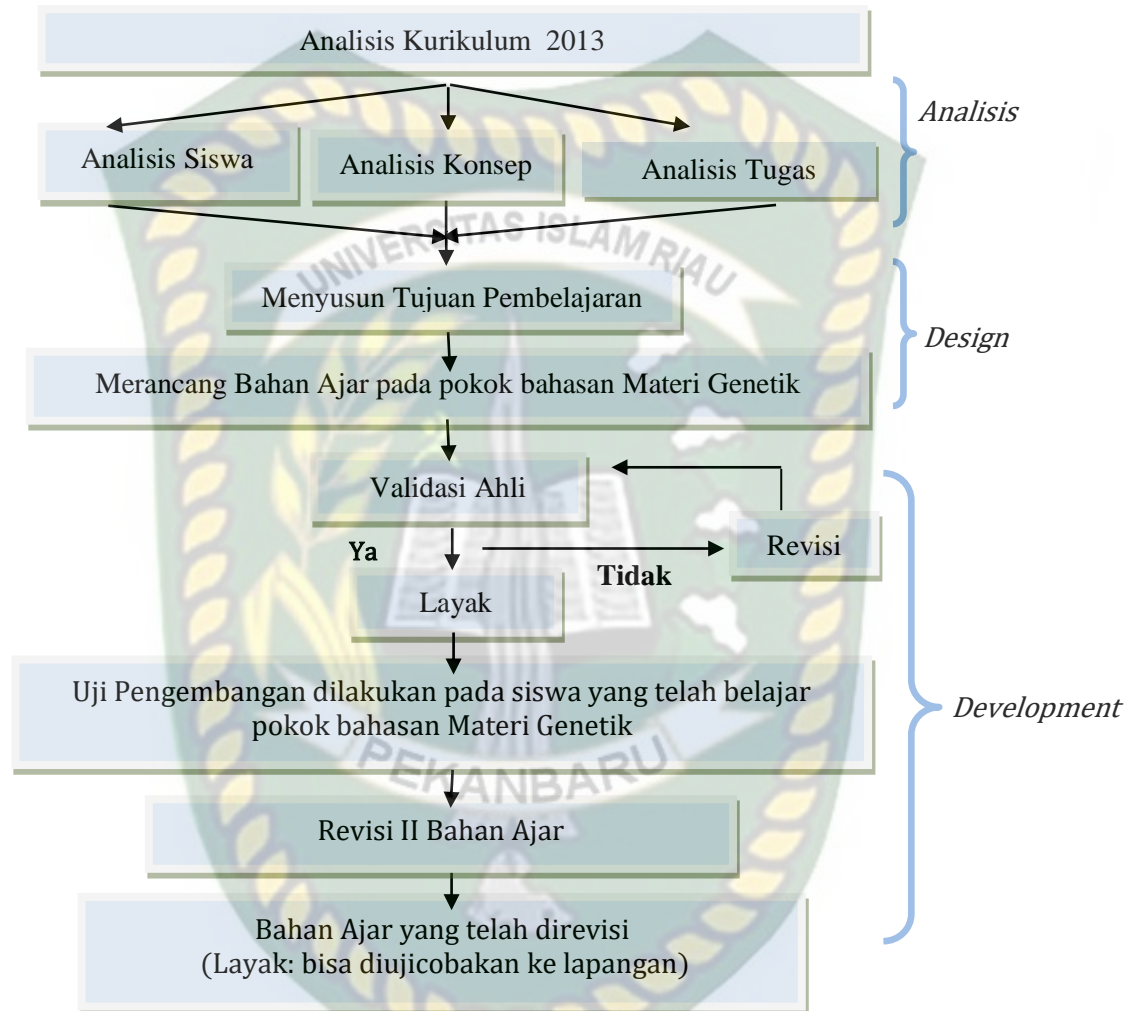 Analisis Kurikulum 2013
Analisis
Analisis Siswa
Analisis Konsep
Analisis Tugas
UNIVERSITAS ISLAM RIAU
Menyusun Tujuan Pembelajaran
Design
Merancang Bahan Ajar pada pokok bahasan Materi Genetik
Validasi Ahli
Ya
Tidak
Revisi
Layak
Uji Pengembangan dilakukan pada siswa yang telah belajar
pokok bahasan Materi Genetik
Development
PEKANBARU
Revisi II Bahan Ajar
Bahan Ajar yang telah direvisi
(Layak: bisa diujicobakan ke lapangan)